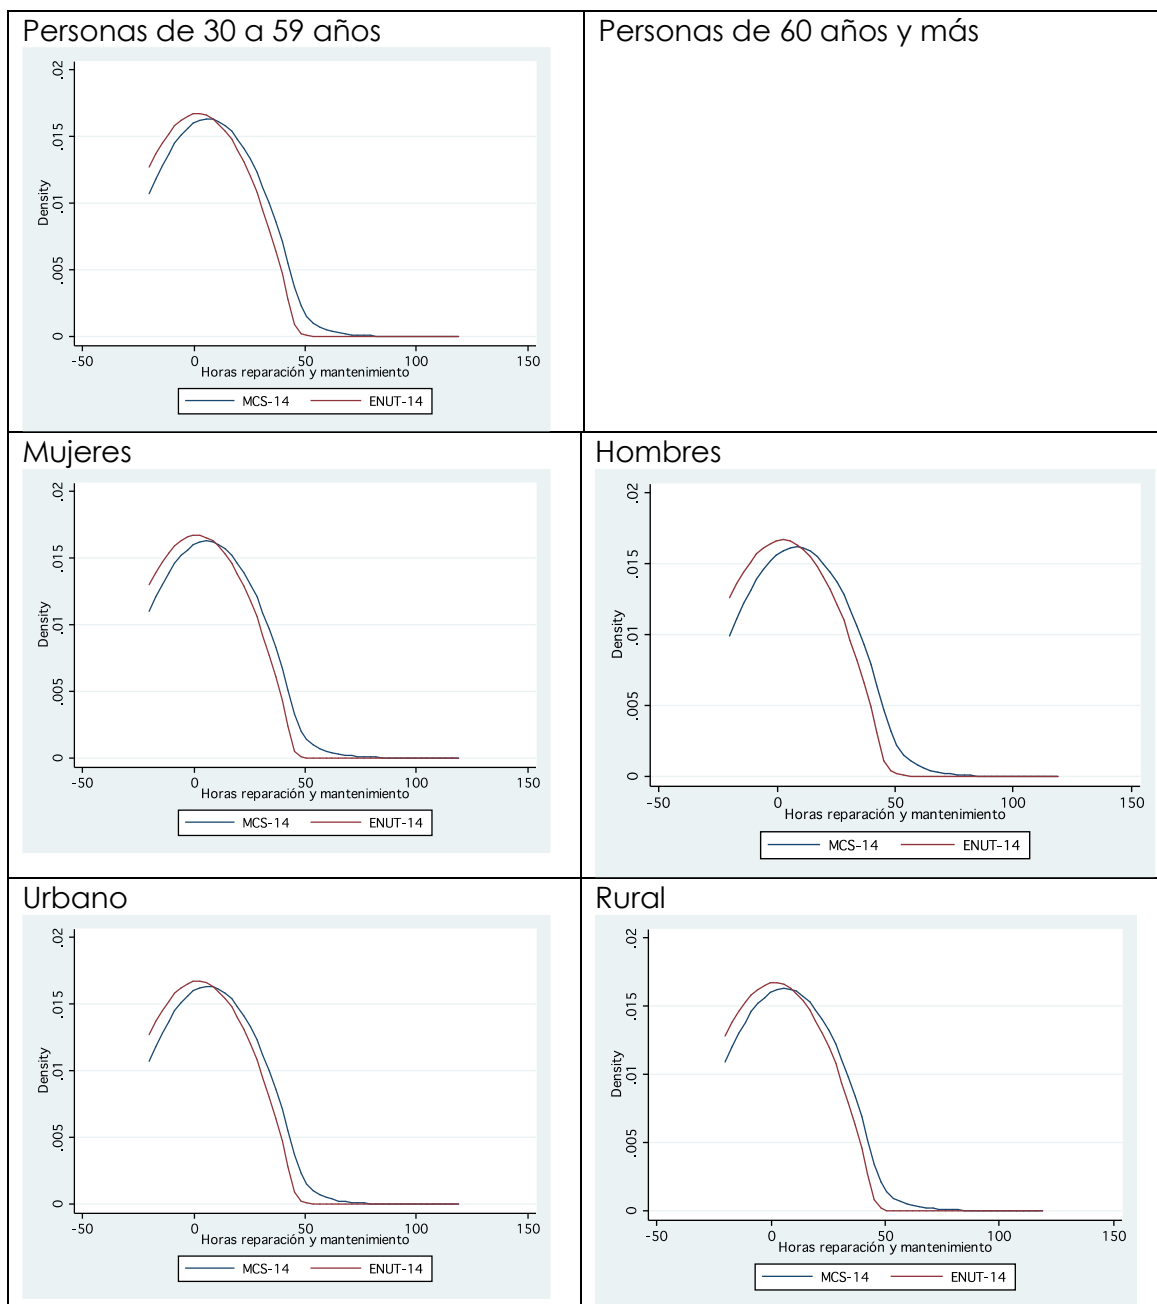 Personas de 30 a 59 años
.02
.015
.01
.005
0
Density
-50 0 50 100 150
Horas reparación y mantenimiento
MCS-14 ENUT-14
Personas de 60 años y más
Mujeres
.02
.015
.01
.005
0
Density
-50 0 50 100 150
Horas reparación y mantenimiento
MCS-14 ENUT-14
Hombres
.02
.015
.01
.005
0
Density
-50 0 50 100 150
Horas reparación y mantenimiento
MCS-14 ENUT-14
Urbano
.02
.015
.01
.005
0
Density
-50 0 50 100 150
Horas reparación y mantenimiento
MCS-14 ENUT-14
Rural
.02
.015
.01
.005
0
Density
-50 0 50 100 150
Horas reparación y mantenimiento
MCS-14 ENUT-14